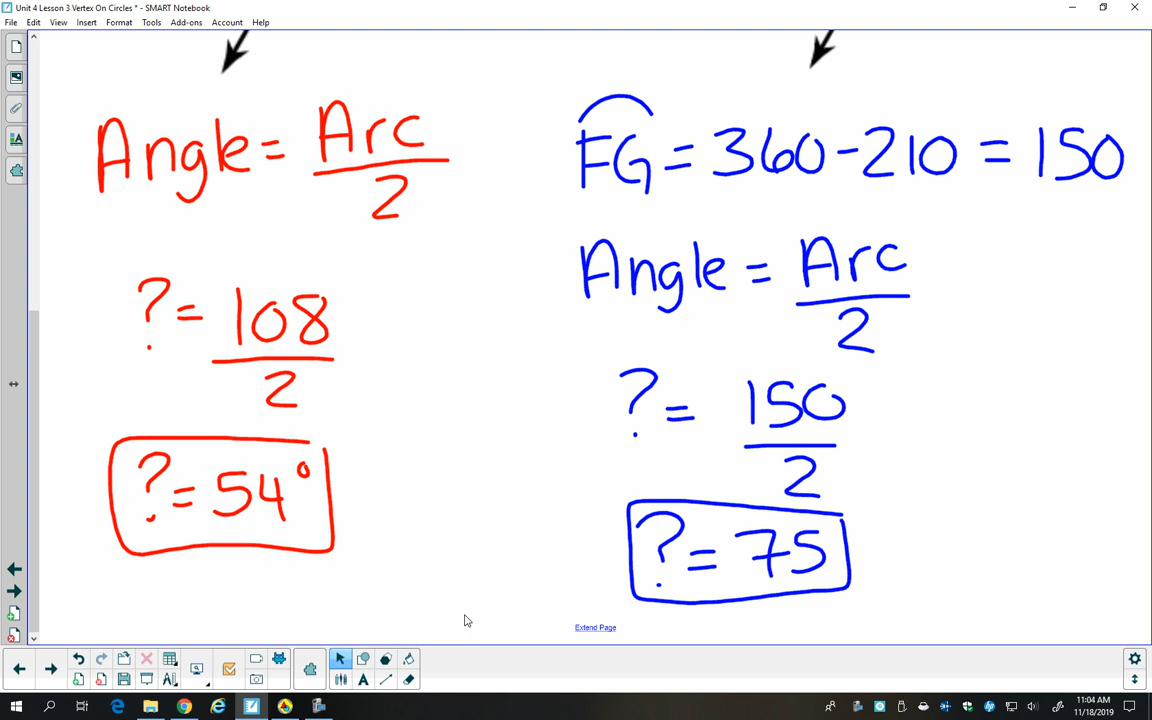 Unit 4 Lesson 3 Vertex On Circles * - SMART Notebook
File Edit View Insert Format Tools Add-ons Account Help
Angle = Arc
2
? = 108
2
? = 54°
FG = 360 - 210 = 150
Angle = Arc
2
? = 150
2
? = 75
Extend Page
11:04 AM
11/18/2019